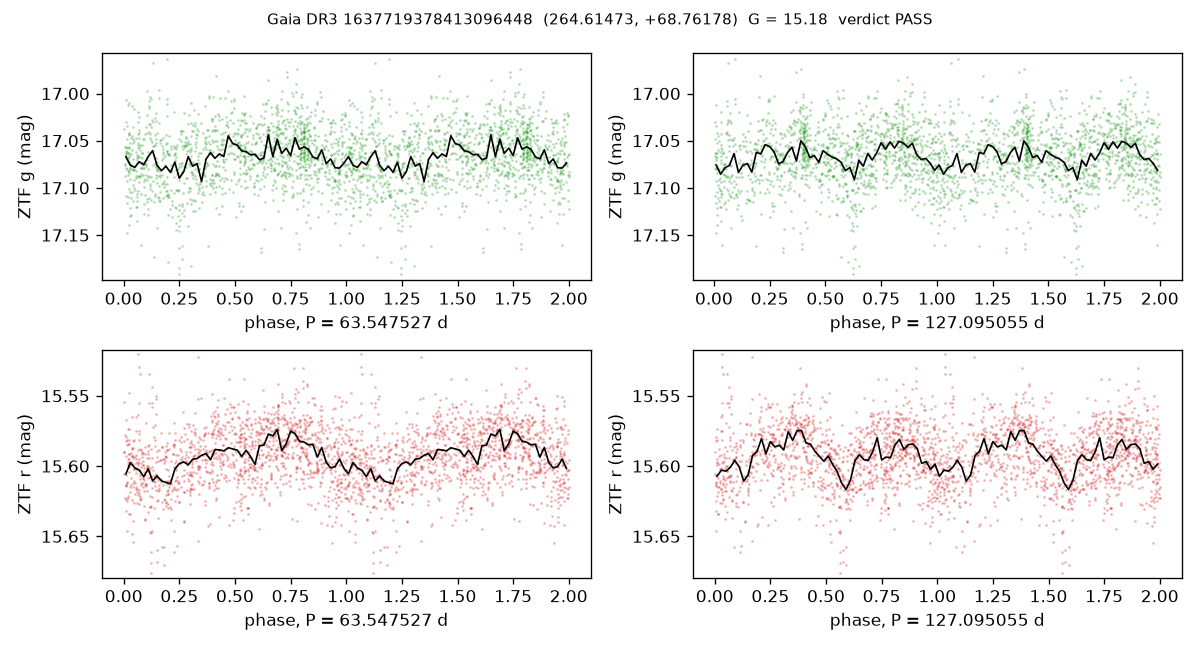 Gaia DR3 1637719378413096448  (264.61473, +68.76178)  G = 15.18  verdict PASS
ZTF g (mag)
17.00
17.05
17.10
17.15
0.00 0.25 0.50 0.75 1.00 1.25 1.50 1.75 2.00
phase, P = 63.547527 d
ZTF g (mag)
17.00
17.05
17.10
17.15
0.00 0.25 0.50 0.75 1.00 1.25 1.50 1.75 2.00
phase, P = 127.095055 d
ZTF r (mag)
15.55
15.60
15.65
0.00 0.25 0.50 0.75 1.00 1.25 1.50 1.75 2.00
phase, P = 63.547527 d
ZTF r (mag)
15.55
15.60
15.65
0.00 0.25 0.50 0.75 1.00 1.25 1.50 1.75 2.00
phase, P = 127.095055 d